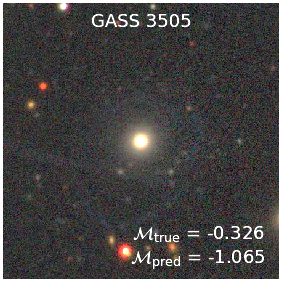 GASS 3505
ℳtrue = -0.326
ℳpred = -1.065